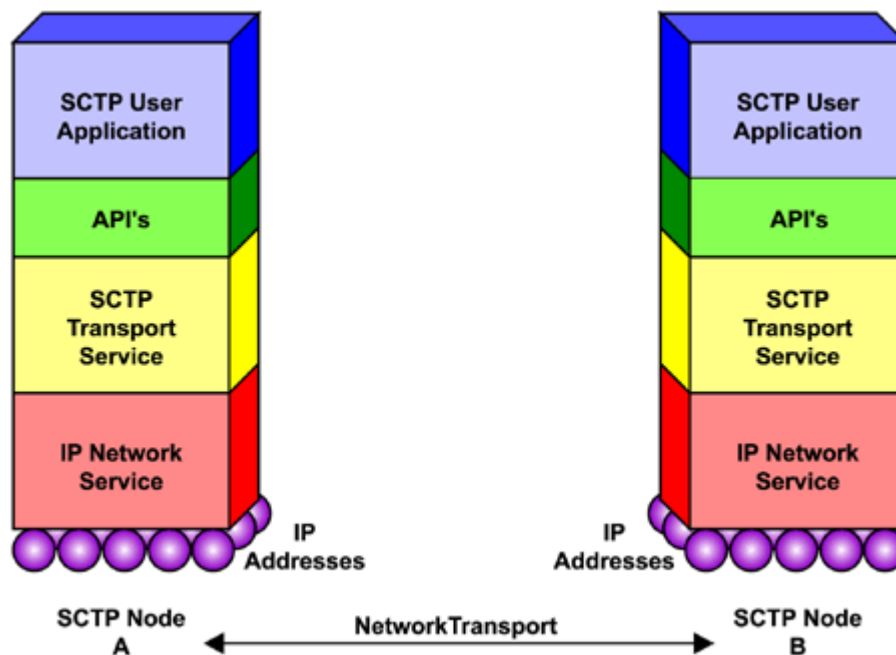 SCTP User
Application
API's
SCTP
Transport
Service
IP Network
Service
IP
Addresses
SCTP Node
A
SCTP User
Application
API's
SCTP
Transport
Service
IP Network
Service
IP
Addresses
SCTP Node
B
NetworkTransport